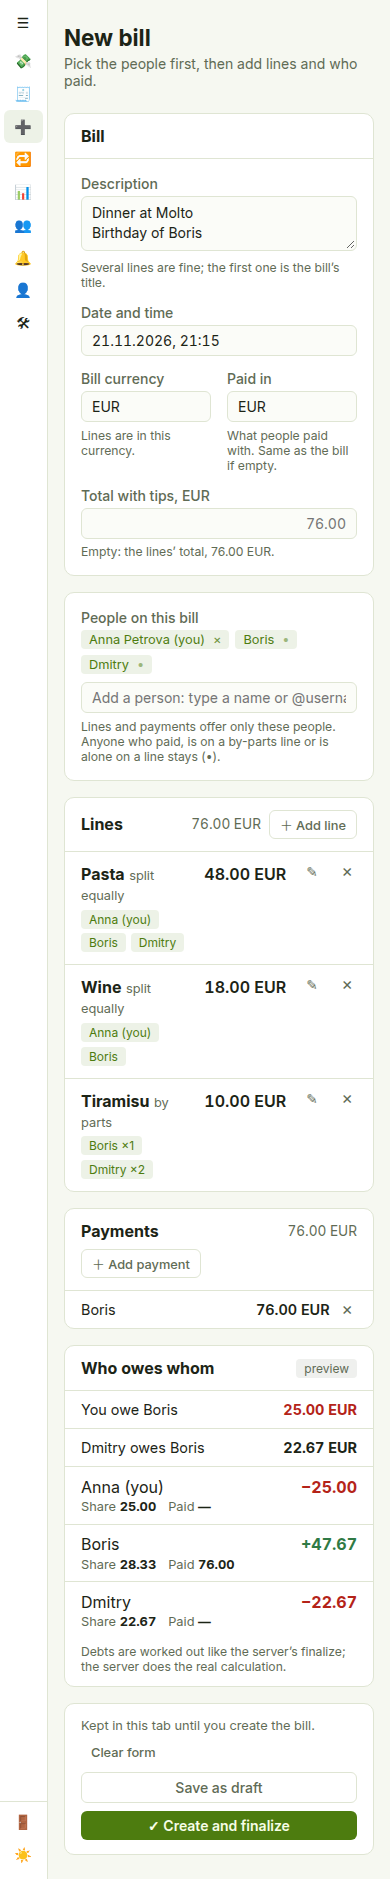 New bill
Pick the people first, then add lines and who
paid.
Bill
Description
Dinner at Molto
Birthday of Boris
Several lines are fine; the first one is the bill's
title.
Date and time
21.11.2026, 21:15
Bill currency
Paid in
EUR
EUR
Lines are in this
currency.
What people paid
with. Same as the bill
if empty.
Total with tips, EUR
76.00
Empty: the lines' total, 76.00 EUR.
People on this bill
Anna Petrova (you) ×
Boris •
Dmitry •
Add a person: type a name or @userna
Lines and payments offer only these people.
Anyone who paid, is on a by-parts line or is
alone on a line stays (•).
Lines
76.00 EUR
+ Add line
Pasta split
equally
48.00 EUR
✎ ×
Anna (you)
Boris
Dmitry
Wine split
equally
18.00 EUR
✎ ×
Anna (you)
Boris
Tiramisu by
parts
10.00 EUR
✎ ×
Boris ×1
Dmitry ×2
Payments
76.00 EUR
+ Add payment
Boris
76.00 EUR ×
Who owes whom
preview
You owe Boris
25.00 EUR
Dmitry owes Boris
22.67 EUR
Anna (you)
−25.00
Share 25.00 Paid —
Boris
+47.67
Share 28.33 Paid 76.00
Dmitry
−22.67
Share 22.67 Paid —
Debts are worked out like the server's finalize;
the server does the real calculation.
Kept in this tab until you create the bill.
Clear form
Save as draft
✓ Create and finalize